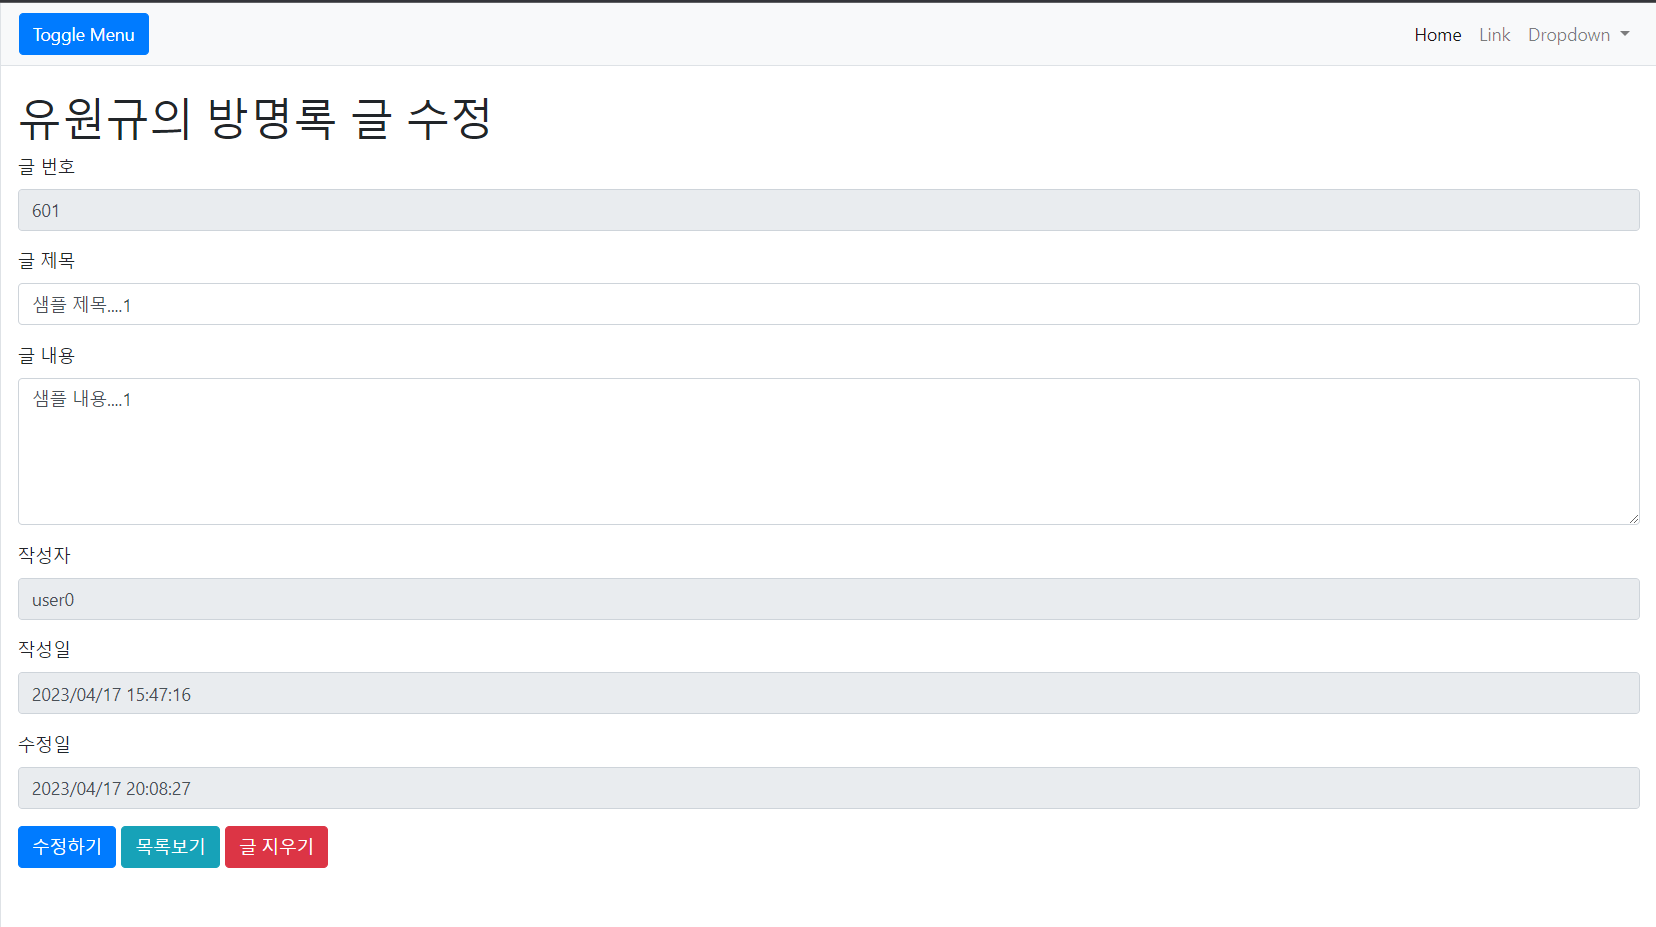 Toggle Menu
Home Link Dropdown
유원규의 방명록 글 수정
글 번호
601
글 제목
샘플 제목....1
글 내용
샘플 내용....1
작성자
user0
작성일
2023/04/17 15:47:16
수정일
2023/04/17 20:08:27
수정하기 목록보기 글 지우기